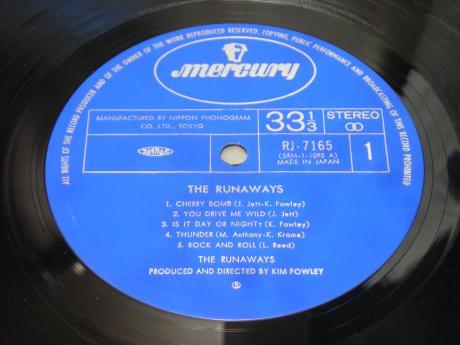 ALL RIGHTS OF THE RECORD PRODUCER AND OF THE OWNER OF THE WORK REPRODUCED RESERVED. COPYING, PUBLIC PERFORMANCE AND BROADCASTING OF THIS RECORD PROHIBITED
mercury
MANUFACTURED BY NIPPON PHONOGRAM
CO. LTD., TOKYO
33 1/3
STEREO
RJ-7165
(SRM-1-1090 A)
MADE IN JAPAN
1
THE RUNAWAYS
1. CHERRY BOMB (J. Jett-K. Fowley)
2. YOU DRIVE ME WILD (J. Jett)
3. IS IT DAY OR NIGHT? (K. Fowley)
4. THUNDER (M. Anthony-K. Krome)
5. ROCK AND ROLL (L. Reed)
THE RUNAWAYS
PRODUCED AND DIRECTED BY KIM FOWLEY